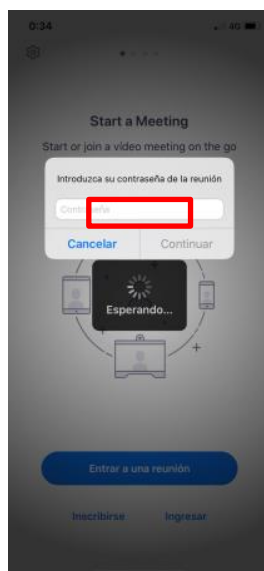 0:34
4G
Start a Meeting
Start or join a video meeting on the go
Introduzca su contraseña de la reunión
Contraseña
Cancelar
Continuar
Esperando...
Entrar a una reunión
Inscribirse
Ingresar